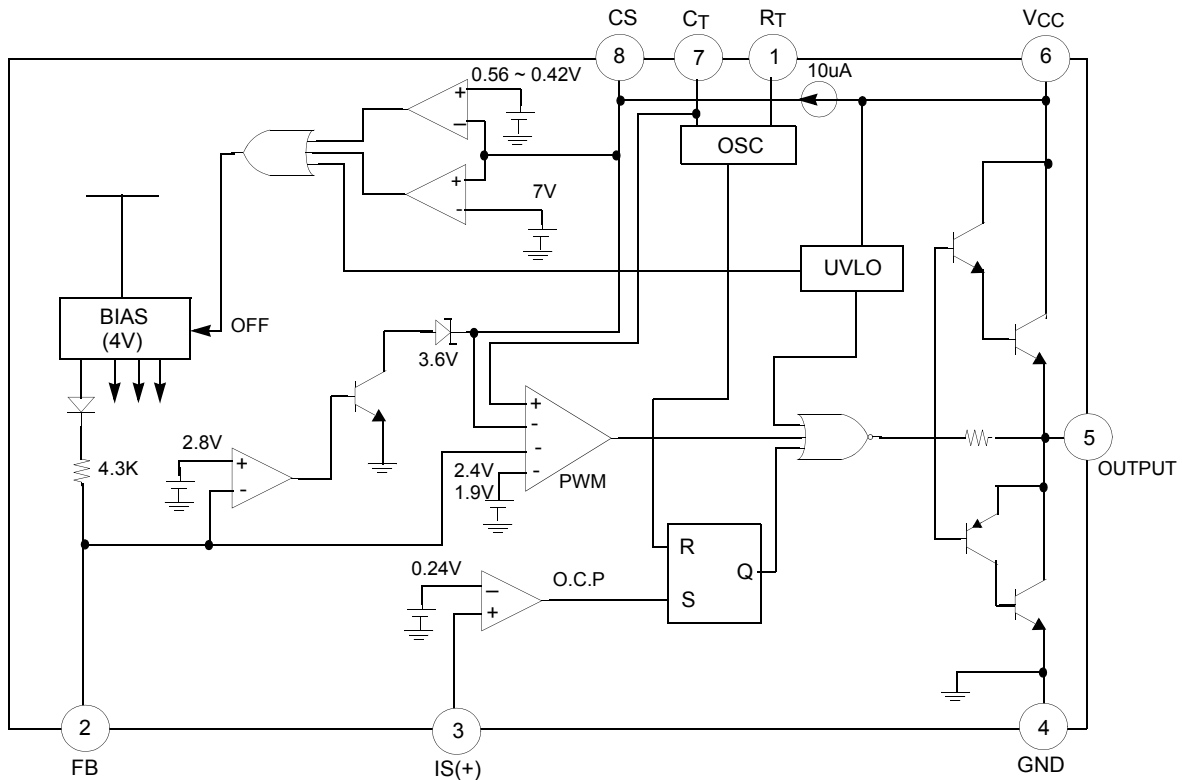 CS CT RT VCC
8 7 1 6
0.56 ~ 0.42V
10uA
+
−
OSC
+
7V
-
UVLO
BIAS
(4V)
OFF
3.6V
+
-
2.8V
-
5
+
4.3K
2.4V
-
-
1.9V
PWM
OUTPUT
R
0.24V
O.C.P
Q
−
S
+
2 3 4
FB IS(+) GND